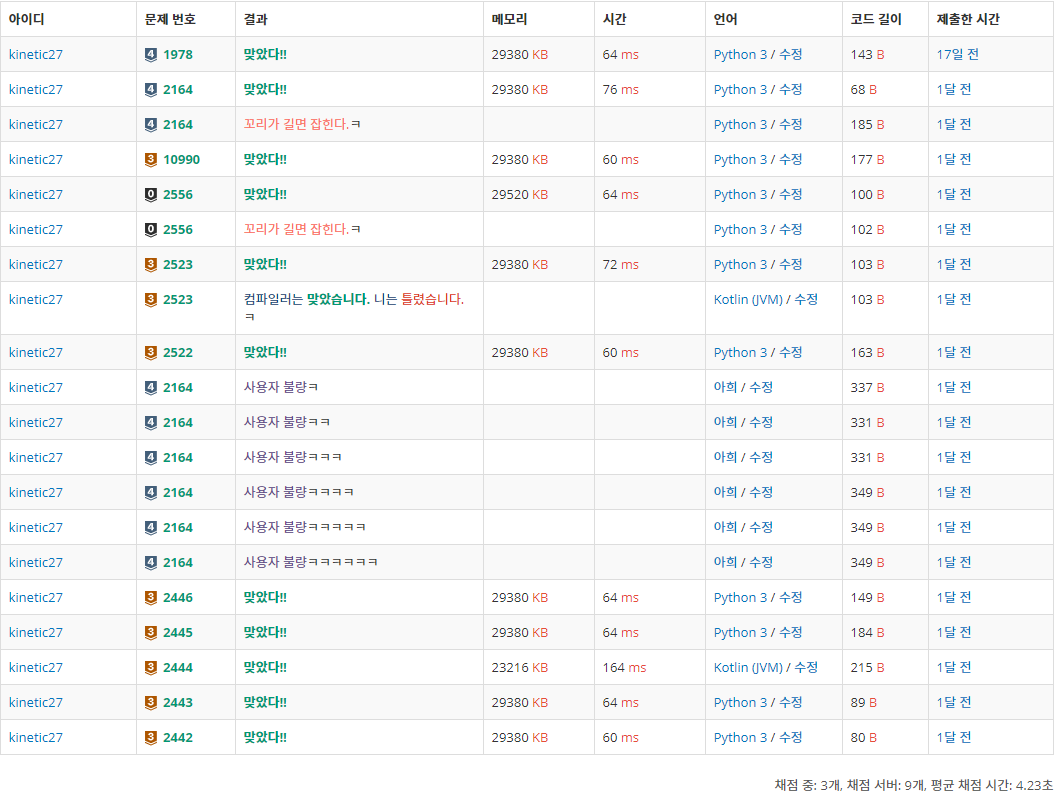 아이디 문제 번호 결과 메모리 시간 언어 코드 길이 제출한 시간
kinetic27 4 1978 맞았다!! 29380 KB 64 ms Python 3 / 수정 143 B 17일 전
kinetic27 4 2164 맞았다!! 29380 KB 76 ms Python 3 / 수정 68 B 1달 전
kinetic27 4 2164 꼬리가 길면 잡힌다.ㅋ Python 3 / 수정 185 B 1달 전
kinetic27 3 10990 맞았다!! 29380 KB 60 ms Python 3 / 수정 177 B 1달 전
kinetic27 0 2556 맞았다!! 29520 KB 64 ms Python 3 / 수정 100 B 1달 전
kinetic27 0 2556 꼬리가 길면 잡힌다.ㅋ Python 3 / 수정 102 B 1달 전
kinetic27 3 2523 맞았다!! 29380 KB 72 ms Python 3 / 수정 103 B 1달 전
kinetic27 3 2523 컴파일러는 맞았습니다. 니는 틀렸습니다. Kotlin (JVM) / 수정 103 B 1달 전
ㅋ
kinetic27 3 2522 맞았다!! 29380 KB 60 ms Python 3 / 수정 163 B 1달 전
kinetic27 4 2164 사용자 불량ㅋ 아희 / 수정 337 B 1달 전
kinetic27 4 2164 사용자 불량ㅋㅋ 아희 / 수정 331 B 1달 전
kinetic27 4 2164 사용자 불량ㅋㅋㅋ 아희 / 수정 331 B 1달 전
kinetic27 4 2164 사용자 불량ㅋㅋㅋㅋ 아희 / 수정 349 B 1달 전
kinetic27 4 2164 사용자 불량ㅋㅋㅋㅋㅋ 아희 / 수정 349 B 1달 전
kinetic27 4 2164 사용자 불량ㅋㅋㅋㅋㅋㅋ 아희 / 수정 349 B 1달 전
kinetic27 3 2446 맞았다!! 29380 KB 64 ms Python 3 / 수정 149 B 1달 전
kinetic27 3 2445 맞았다!! 29380 KB 64 ms Python 3 / 수정 184 B 1달 전
kinetic27 3 2444 맞았다!! 23216 KB 164 ms Kotlin (JVM) / 수정 215 B 1달 전
kinetic27 3 2443 맞았다!! 29380 KB 64 ms Python 3 / 수정 89 B 1달 전
kinetic27 3 2442 맞았다!! 29380 KB 60 ms Python 3 / 수정 80 B 1달 전
채점 중: 3개, 채점 서버: 9개, 평균 채점 시간: 4.23초